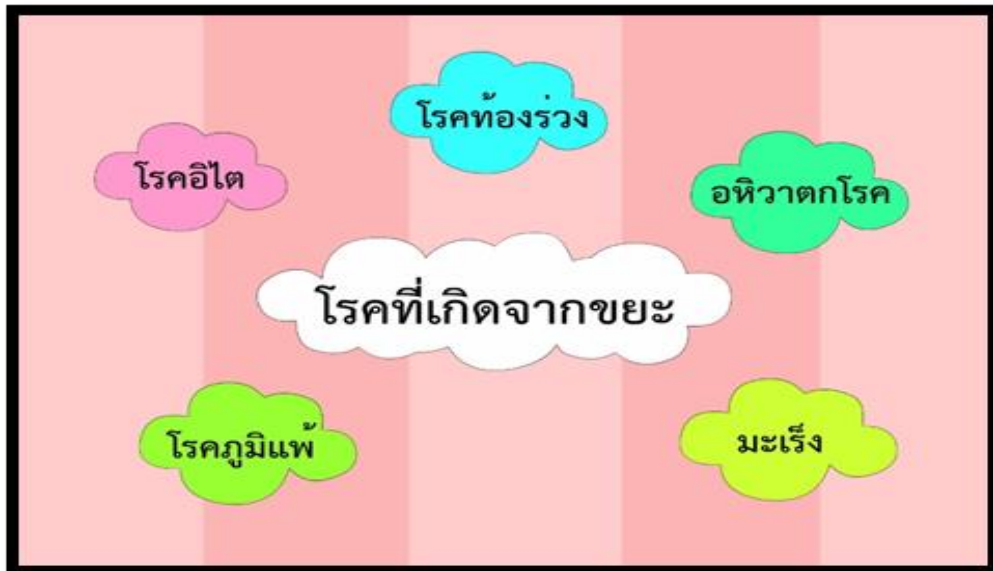 โรคท้องร่วง
โรคอิไต
อหิวาตกโรค
โรคที่เกิดจากขยะ
โรคภูมิแพ้
มะเร็ง